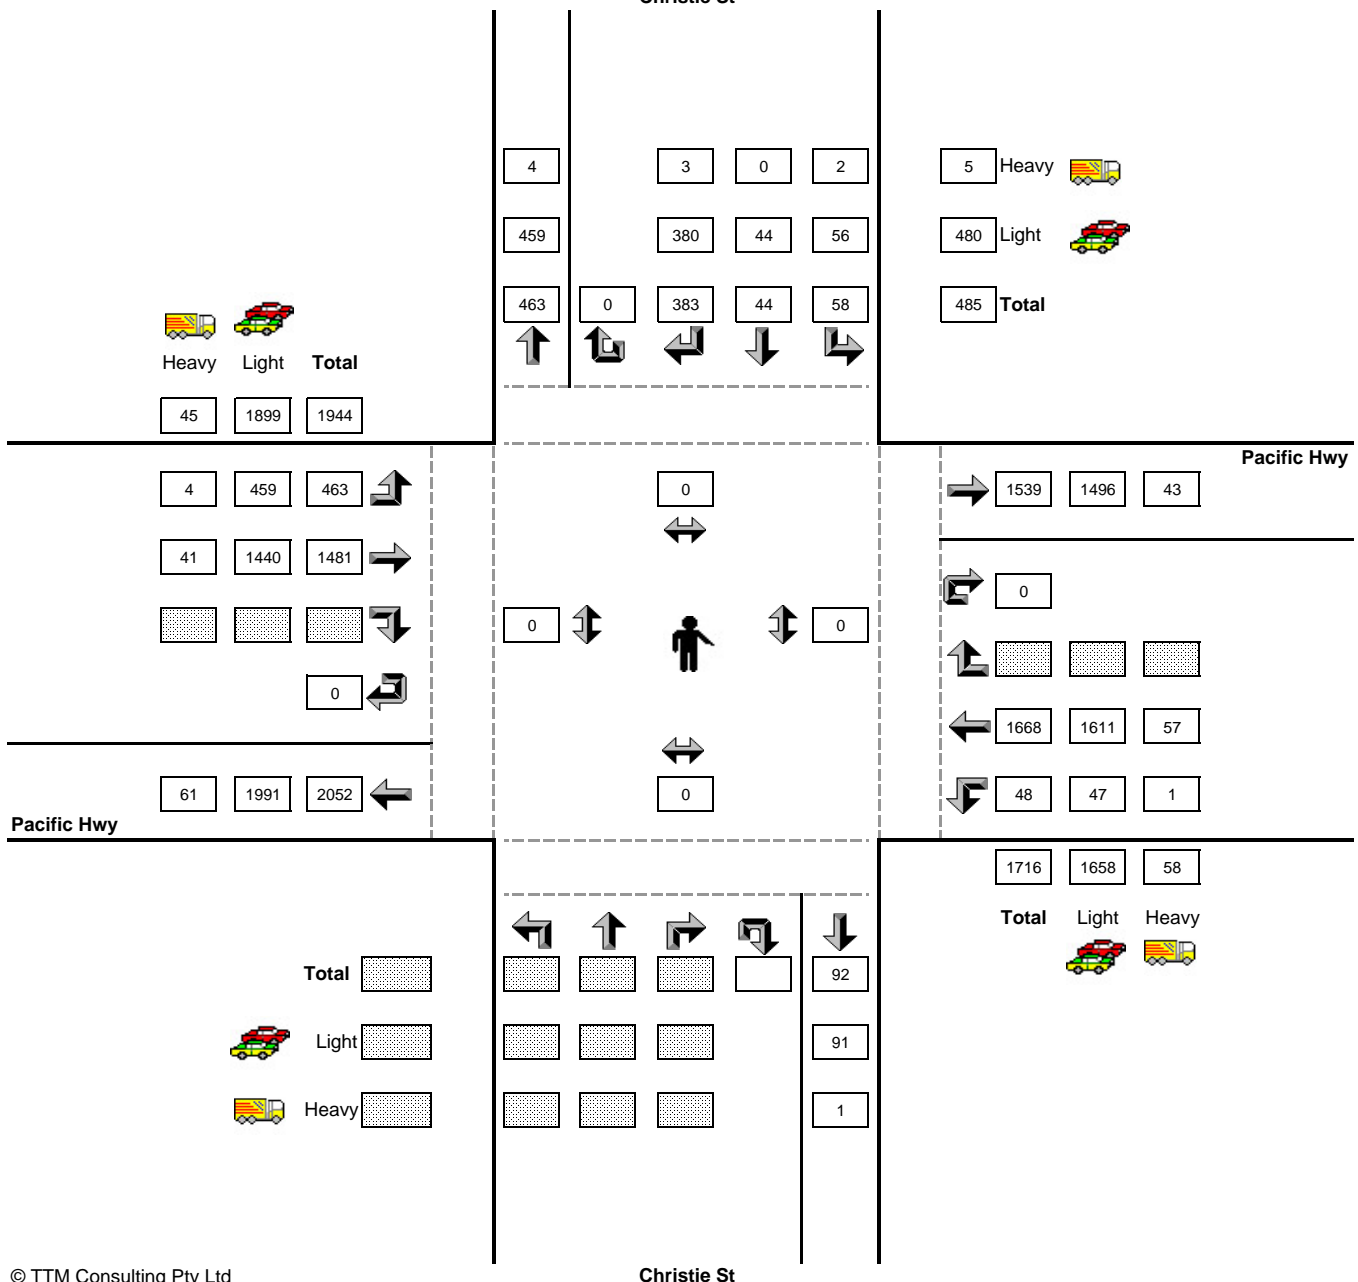 Christie St
4 3 0 2 5 Heavy
459 380 44 56 480 Light
463 0 383 44 58 485 Total
Heavy Light Total
45 1899 1944
Pacific Hwy
4 459 463 0 1539 1496 43
41 1440 1481
0 0 0
0
1668 1611 57
61 1991 2052 0 48 47 1
Pacific Hwy
1716 1658 58
Total Light Heavy
Total 92
Light 91
Heavy 1
© TTM Consulting Pty Ltd Christie St